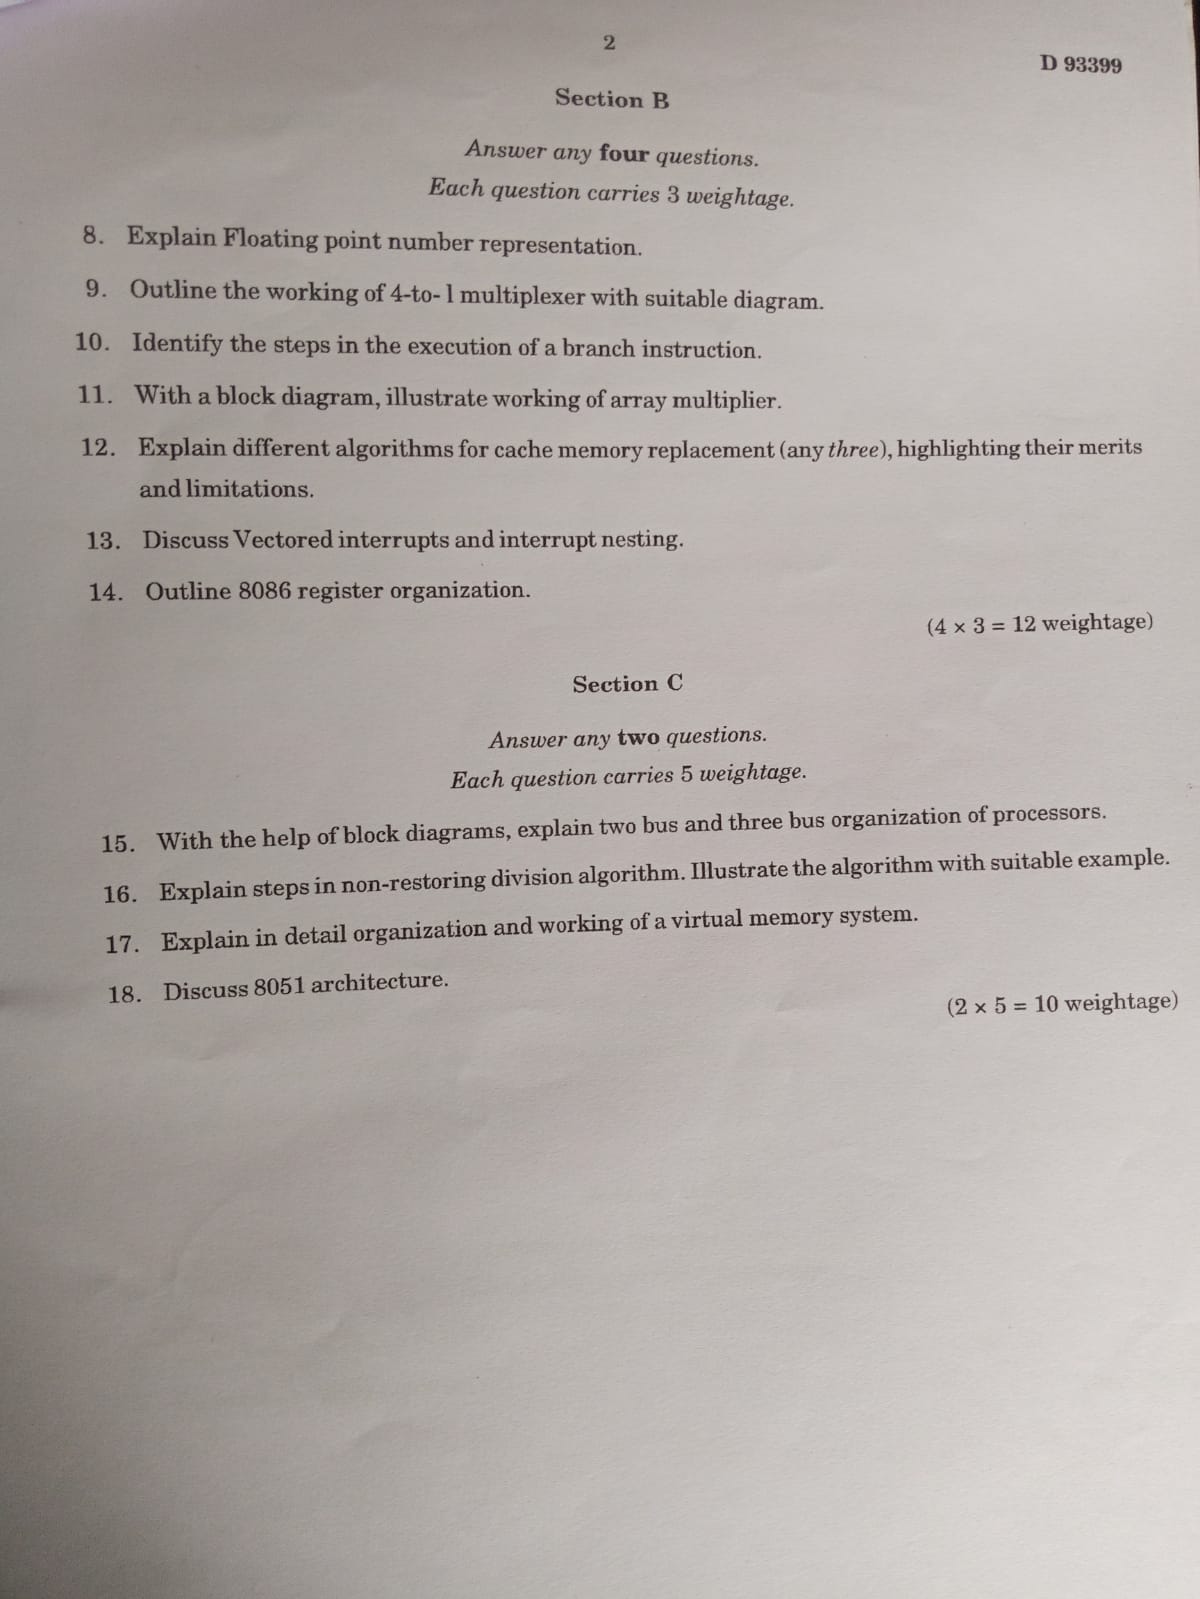 2
D 93399
Section B
Answer any four questions.
Each question carries 3 weightage.
8. Explain Floating point number representation.
9. Outline the working of 4-to- 1 multiplexer with suitable diagram.
10. Identify the steps in the execution of a branch instruction.
11. With a block diagram, illustrate working of array multiplier.
12. Explain different algorithms for cache memory replacement (any three), highlighting their merits
and limitations.
13. Discuss Vectored interrupts and interrupt nesting.
14. Outline 8086 register organization.
(4 × 3 = 12 weightage)
Section C
Answer any two questions.
Each question carries 5 weightage.
15. With the help of block diagrams, explain two bus and three bus organization of processors.
16. Explain steps in non-restoring division algorithm. Illustrate the algorithm with suitable example.
17. Explain in detail organization and working of a virtual memory system.
18. Discuss 8051 architecture.
(2 × 5 = 10 weightage)